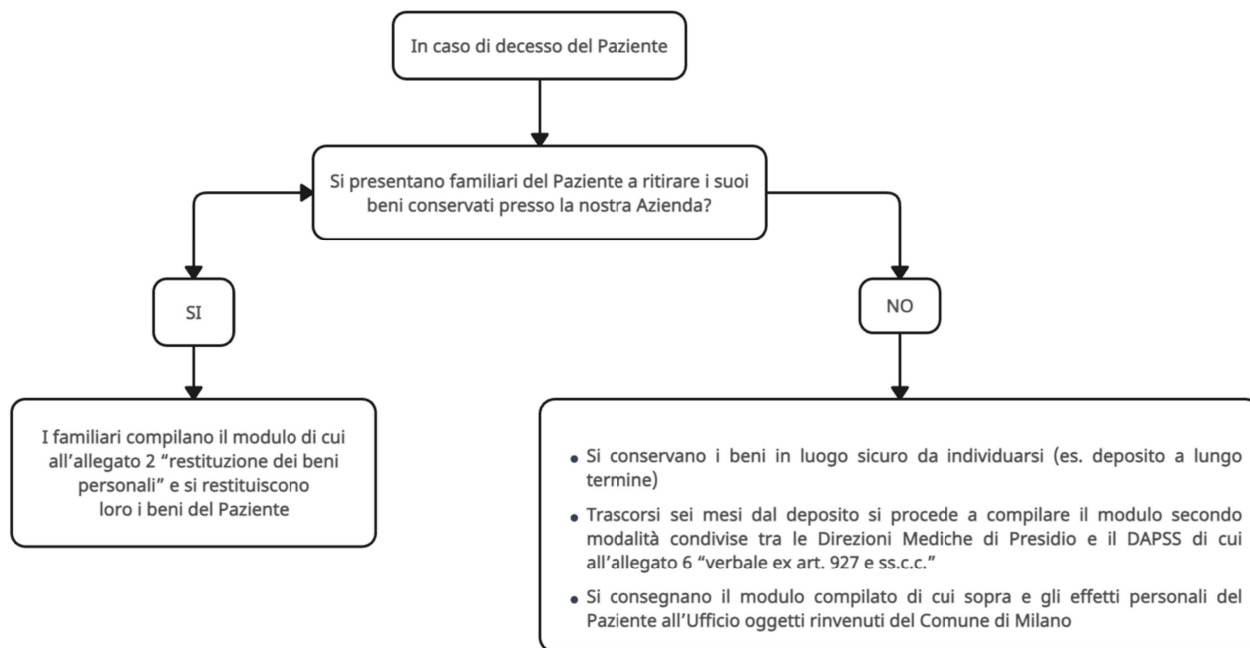 In caso di decesso del Paziente
Si presentano familiari del Paziente a ritirare i suoi
beni conservati presso la nostra Azienda?
SI
NO
I familiari compilano il modulo di cui
all'allegato 2 “restituzione dei beni
personali” e si restituiscono
loro i beni del Paziente
• Si conservano i beni in luogo sicuro da individuarsi (es. deposito a lungo
termine)
• Trascorsi sei mesi dal deposito si procede a compilare il modulo secondo
modalità condivise tra le Direzioni Mediche di Presidio e il DAPSS di cui
all'allegato 6 “verbale ex art. 927 e ss.c.c.”
• Si consegnano il modulo compilato di cui sopra e gli effetti personali del
Paziente all'Ufficio oggetti rinvenuti del Comune di Milano